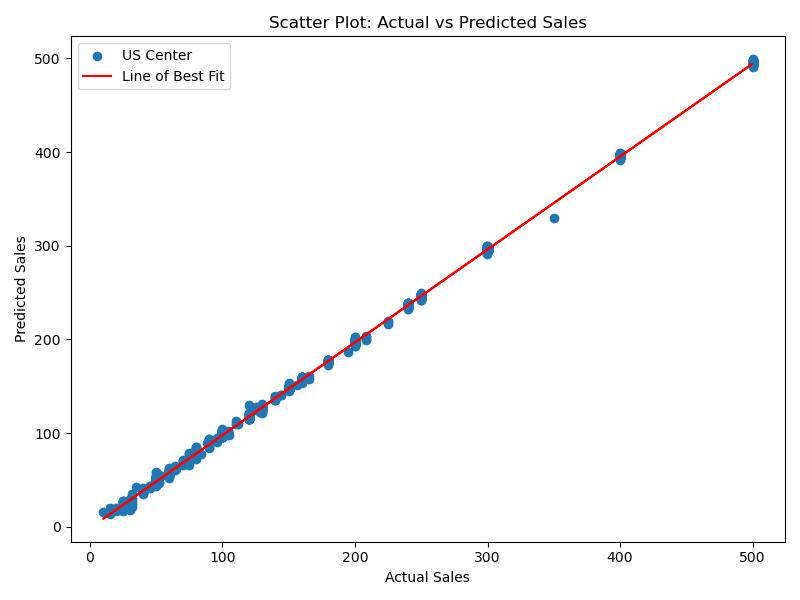 Scatter Plot: Actual vs Predicted Sales
US Center
Line of Best Fit
500
400
300
200
100
0
Predicted Sales
0 100 200 300 400 500
Actual Sales